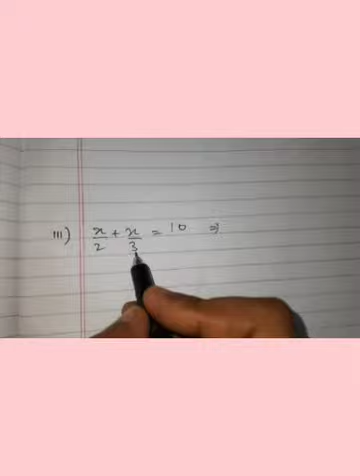 III) x/2 + x/3 = 10 ⇒